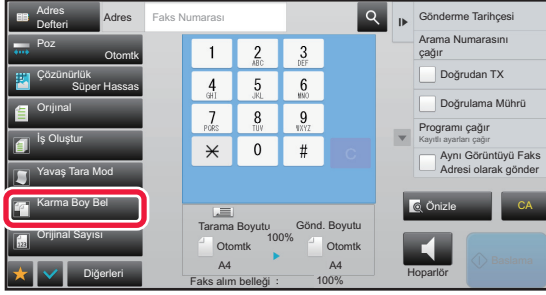 Adres
Defteri
Adres
Faks Numarası
Poz
Otomtk
Çözünürlük
Süper Hassas
Orıjınal
İş Oluştur
Yavaş Tara Mod
Karma Boy Bel
Orijinal Sayısı
Diğerleri
1
2
ABC
3
DEF
4
GHI
5
JKL
6
MNO
7
PQRS
8
TUV
9
WXYZ
0
#
C
Tarama Boyutu
100%
Gönd. Boyutu
Otomtk
A4
Otomtk
A4
Faks alım belleği :
100%
Gönderme Tarihçesi
Arama Numarasını
çağır
Doğrudan TX
Doğrulama Mührü
Programı çağır
Kayıtlı ayarları çağır
Aynı Görüntüyü Faks
Adresi olarak gönder
Önizle
CA
Hoparlör
Başlama